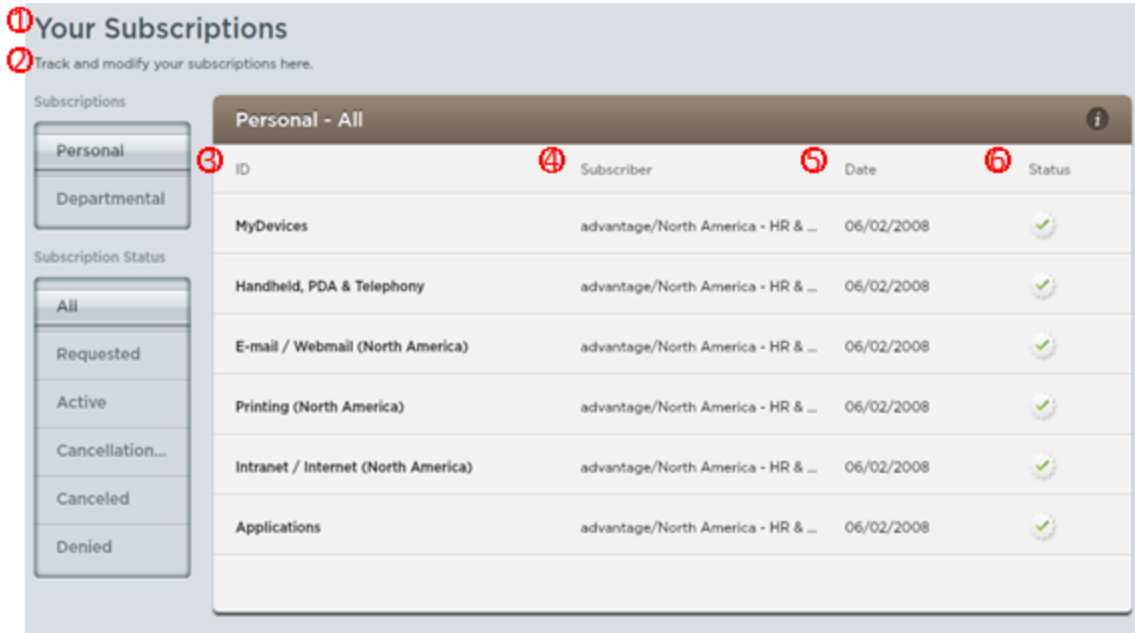 ① Your Subscriptions
② Track and modify your subscriptions here.
Subscriptions
Personal
Departmental
Subscription Status
All
Requested
Active
Cancellation...
Canceled
Denied
Personal - All i
③ ID ④ Subscriber ⑤ Date ⑥ Status
MyDevices advantage/North America - HR & ... 06/02/2008
Handheld, PDA & Telephony advantage/North America - HR & ... 06/02/2008
E-mail / Webmail (North America) advantage/North America - HR & ... 06/02/2008
Printing (North America) advantage/North America - HR & ... 06/02/2008
Intranet / Internet (North America) advantage/North America - HR & ... 06/02/2008
Applications advantage/North America - HR & ... 06/02/2008